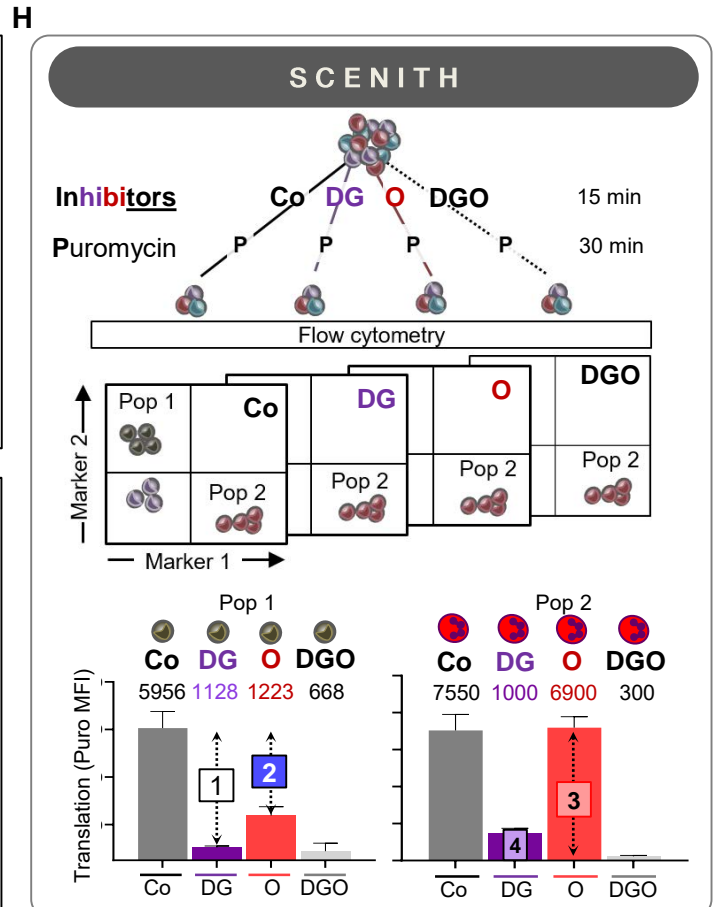 H
SCENITH
Inhibitors Co DG O DGO 15 min
Puromycin P P P P 30 min
Flow cytometry
Pop 1 Co DG O DGO
Pop 2 Pop 2 Pop 2 Pop 2
Marker 2
Marker 1
Pop 1 Pop 2
Co DG O DGO Co DG O DGO
5956 1128 1223 668 7550 1000 6900 300
Translation (Puro MFI)
1 2 3 4
Co DG O DGO Co DG O DGO